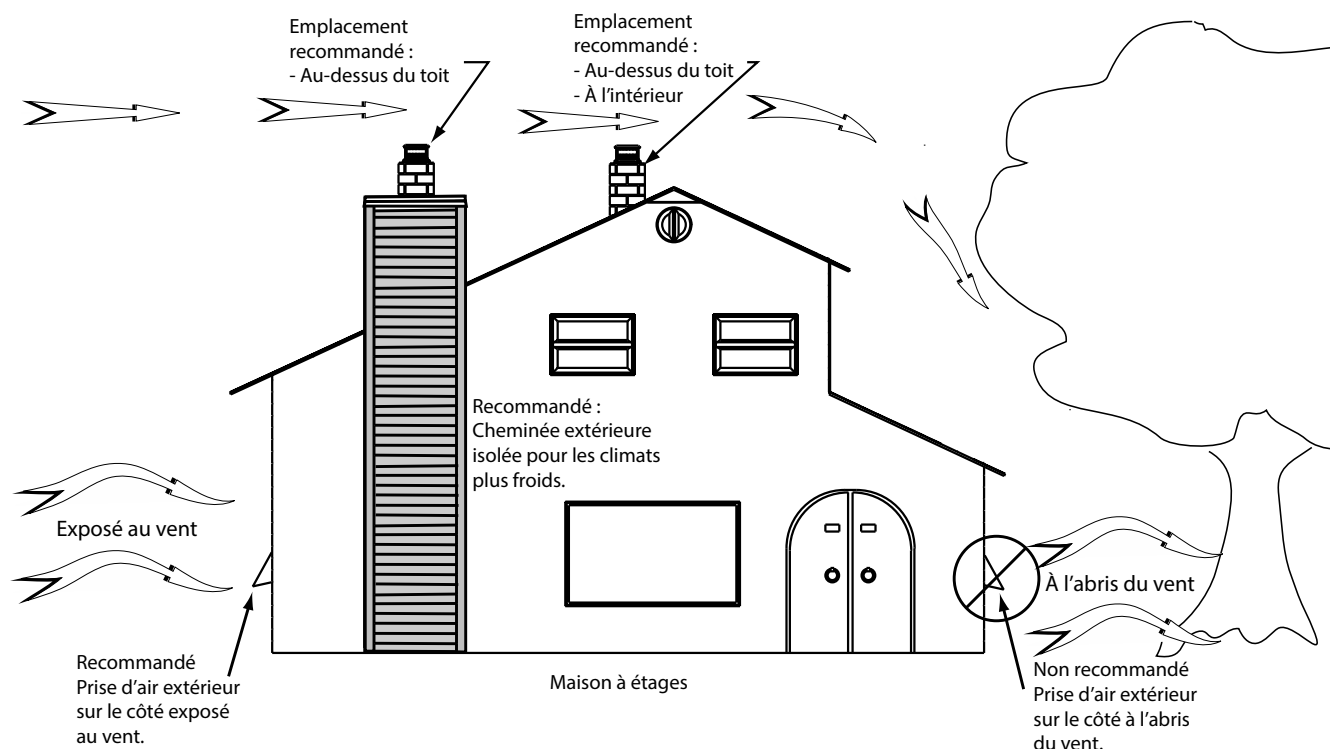 Emplacement
recommandé :
- Au-dessus du toit
Emplacement
recommandé :
- Au-dessus du toit
- À l'intérieur
Recommandé :
Cheminée extérieure
isolée pour les climats
plus froids.
Exposé au vent
À l'abris du vent
Recommandé
Prise d'air extérieur
sur le côté exposé
au vent.
Maison à étages
Non recommandé
Prise d'air extérieur
sur le côté à l'abris
du vent.